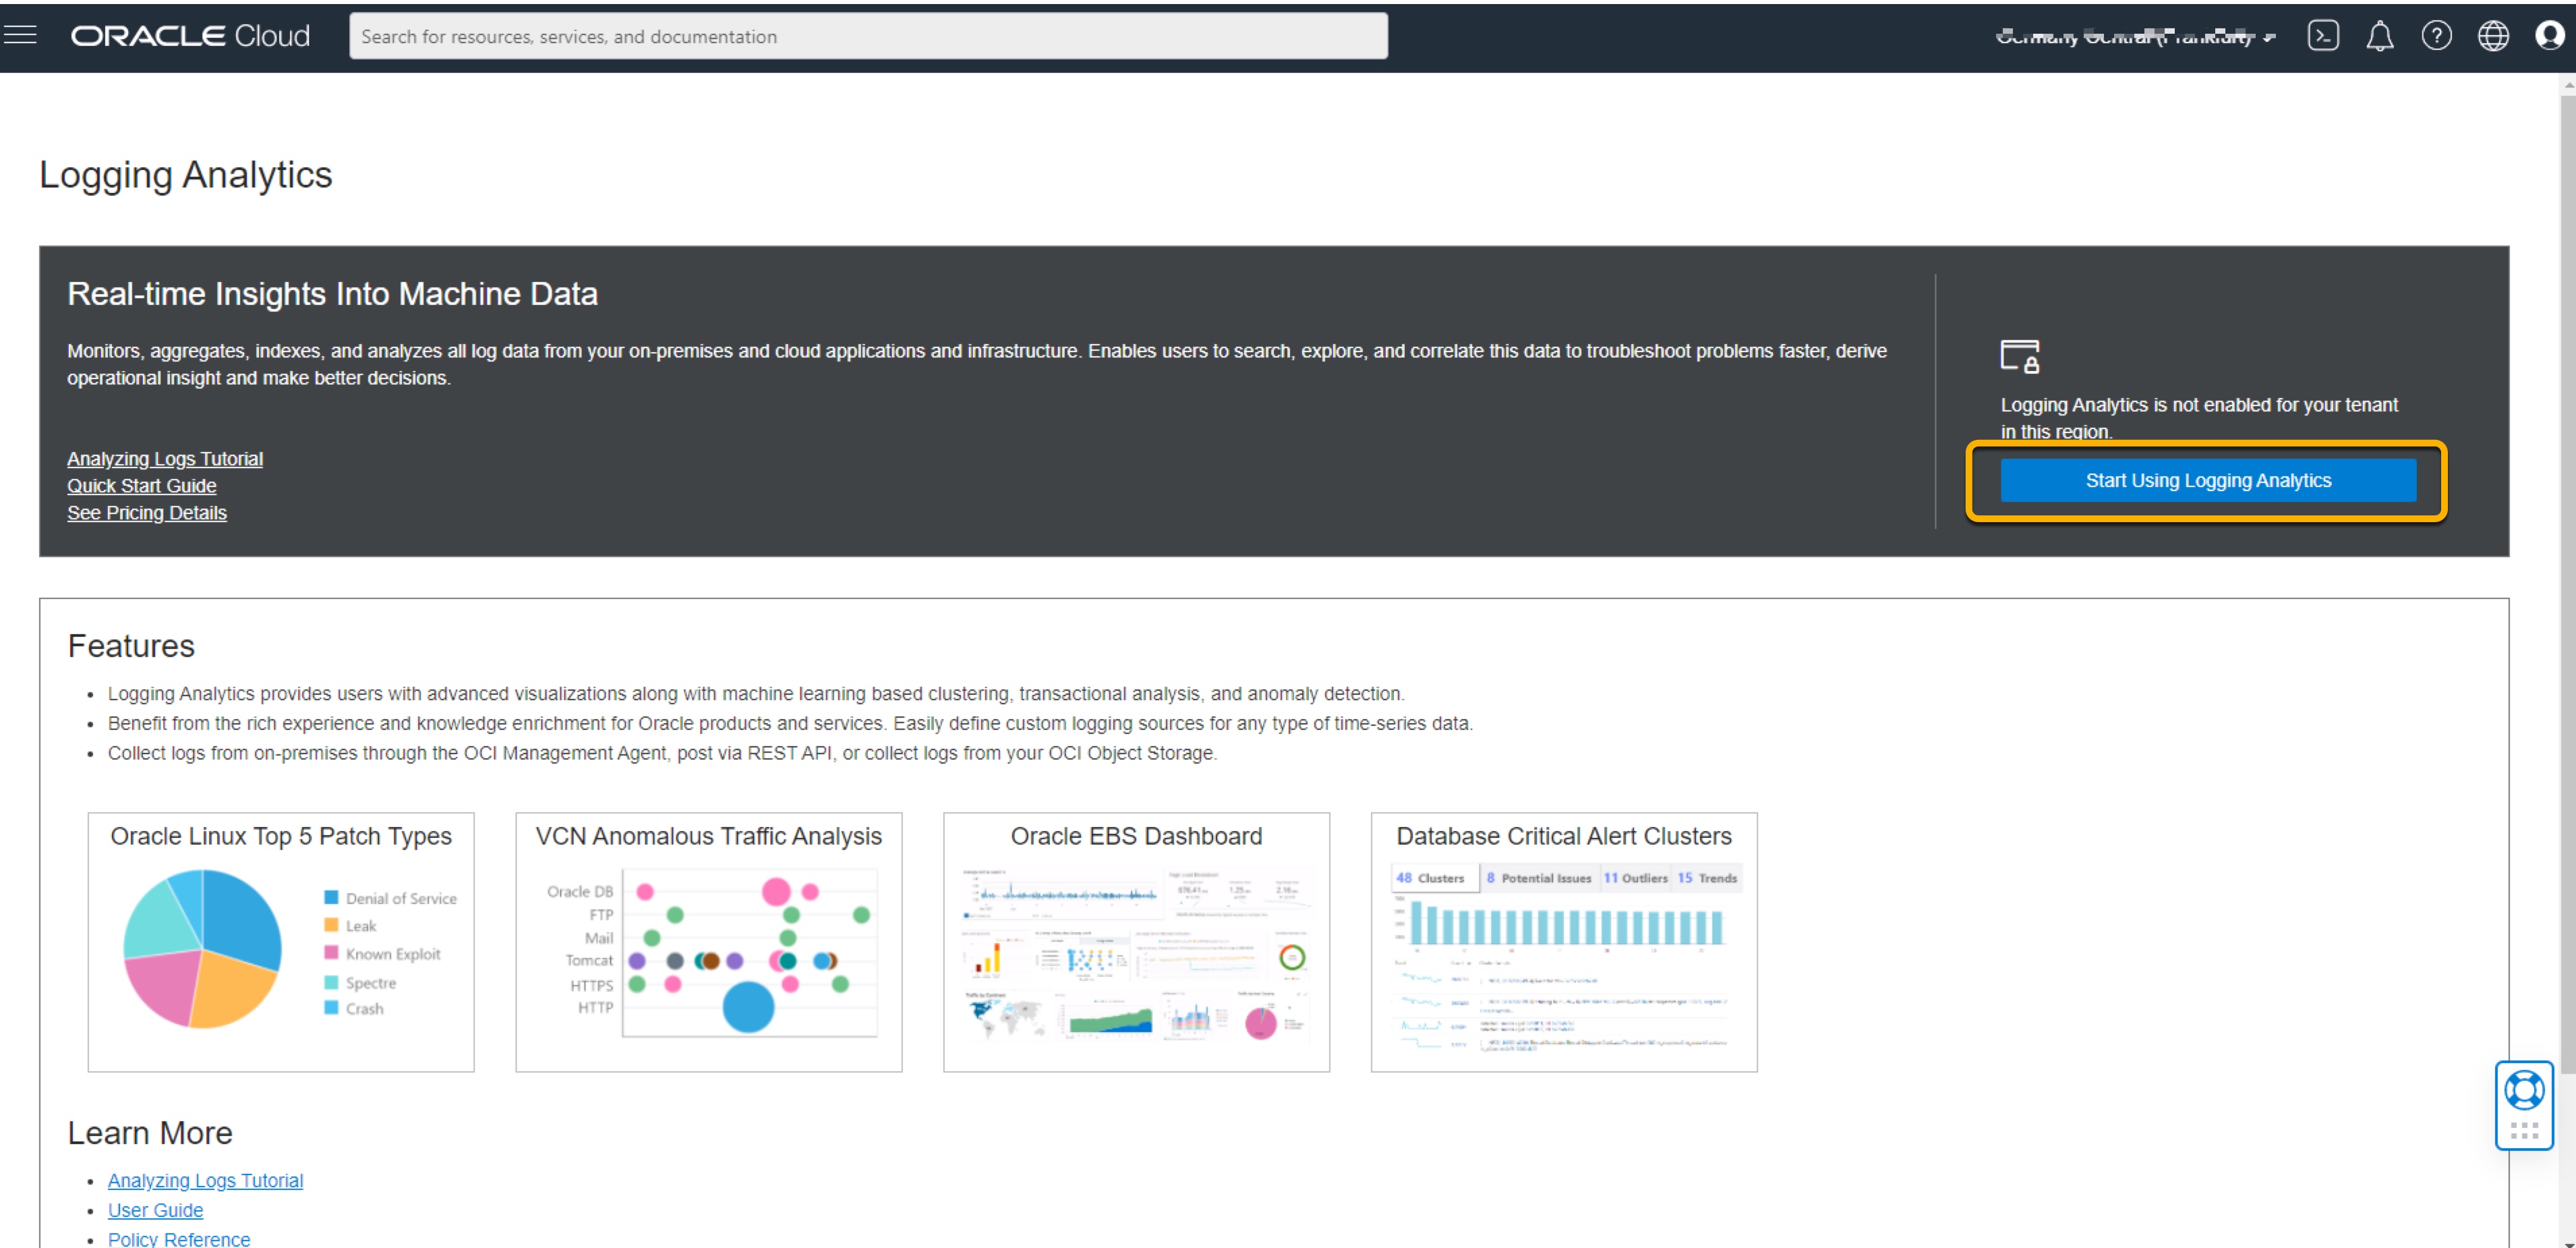 ORACLE Cloud
Search for resources, services, and documentation
Logging Analytics
Real-time Insights Into Machine Data
Monitors, aggregates, indexes, and analyzes all log data from your on-premises and cloud applications and infrastructure. Enables users to search, explore, and correlate this data to troubleshoot problems faster, derive
operational insight and make better decisions.
Analyzing Logs Tutorial
Quick Start Guide
See Pricing Details
Logging Analytics is not enabled for your tenant
in this region.
Start Using Logging Analytics
Features
• Logging Analytics provides users with advanced visualizations along with machine learning based clustering, transactional analysis, and anomaly detection.
• Benefit from the rich experience and knowledge enrichment for Oracle products and services. Easily define custom logging sources for any type of time-series data.
• Collect logs from on-premises through the OCI Management Agent, post via REST API, or collect logs from your OCI Object Storage.
Oracle Linux Top 5 Patch Types
Denial of Service
Leak
Known Exploit
Spectre
Crash
VCN Anomalous Traffic Analysis
Oracle DB
FTP
Mail
Tomcat
HTTPS
HTTP
Oracle EBS Dashboard
Database Critical Alert Clusters
48 Clusters 8 Potential Issues 11 Outliers 15 Trends
Learn More
• Analyzing Logs Tutorial
• User Guide
• Policy Reference